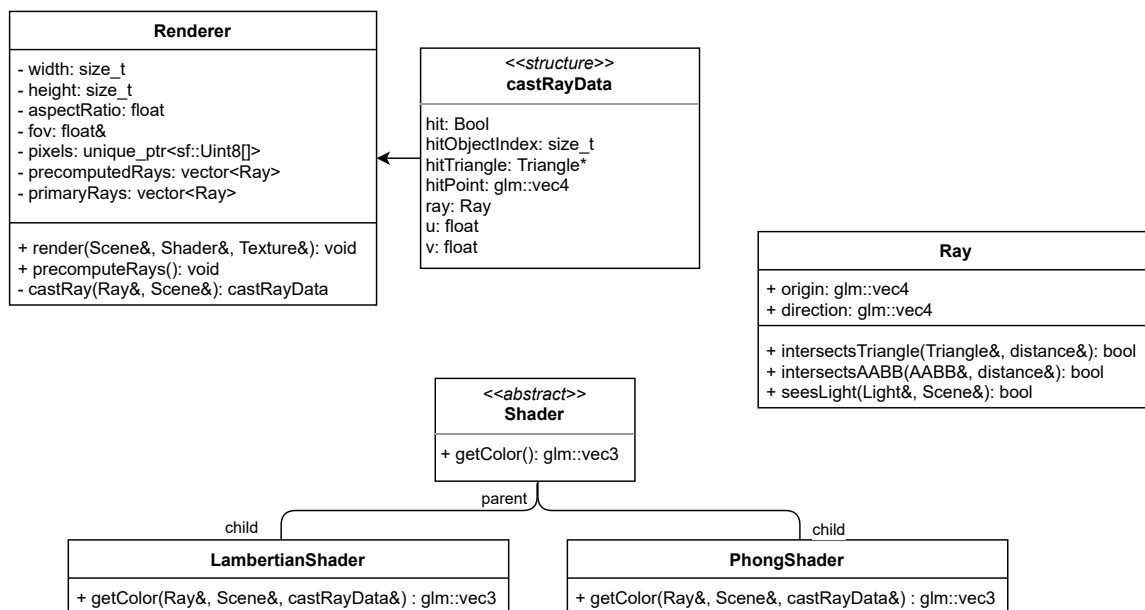 Renderer
- width: size_t
- height: size_t
- aspectRatio: float
- fov: float&
- pixels: unique_ptr<sf::Uint8[]>
- precomputedRays: vector<Ray>
- primaryRays: vector<Ray>
+ render(Scene&, Shader&, Texture&): void
+ precomputeRays(): void
- castRay(Ray&, Scene&): castRayData
<<structure>>
castRayData
hit: Bool
hitObjectIndex: size_t
hitTriangle: Triangle*
hitPoint: glm::vec4
ray: Ray
u: float
v: float
Ray
+ origin: glm::vec4
+ direction: glm::vec4
+ intersectsTriangle(Triangle&, distance&): bool
+ intersectsAABB(AABB&, distance&): bool
+ seesLight(Light&, Scene&): bool
<<abstract>>
Shader
+ getColor(): glm::vec3
parent
child
child
LambertianShader
+ getColor(Ray&, Scene&, castRayData&) : glm::vec3
PhongShader
+ getColor(Ray&, Scene&, castRayData&) : glm::vec3